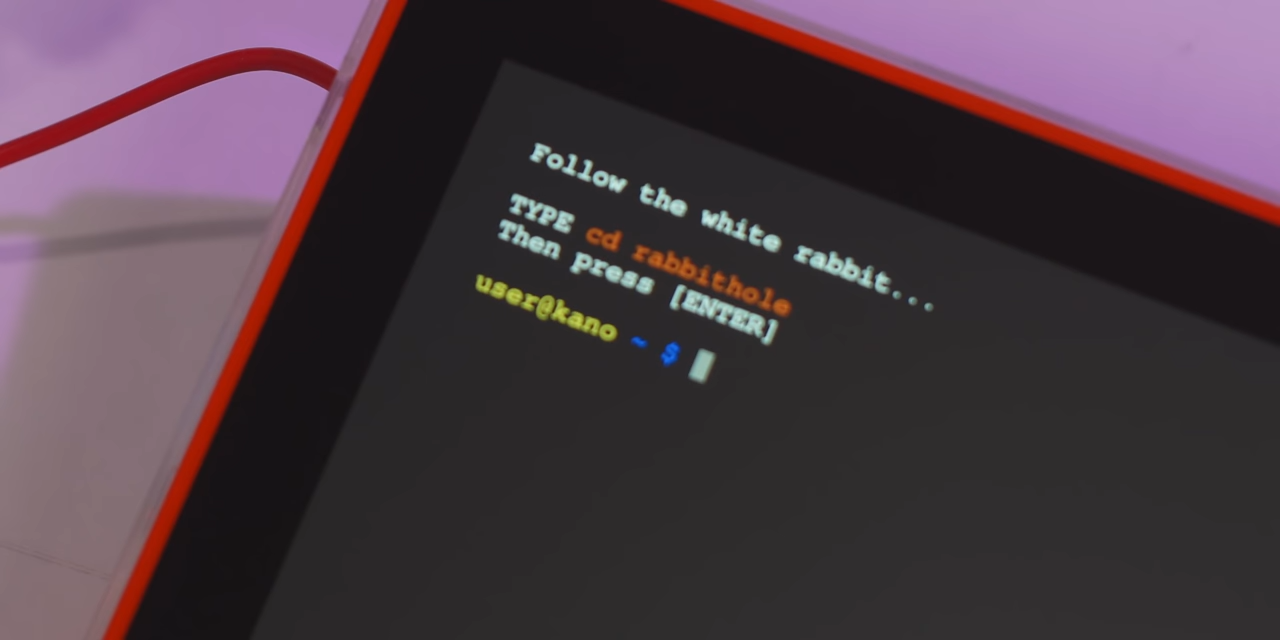 Follow the white rabbit...
TYPE cd rabbithole
Then press [ENTER]
user@kano ~ $